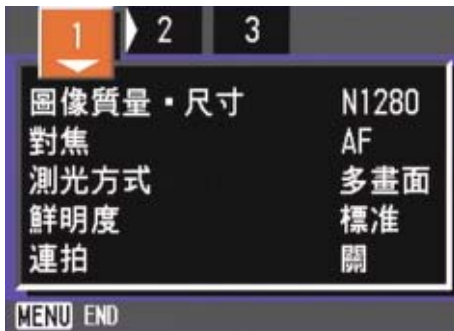 1 2 3
圖像質量・尺寸 N1280
對焦 AF
測光方式 多畫面
鮮明度 標准
連拍 關
MENU END